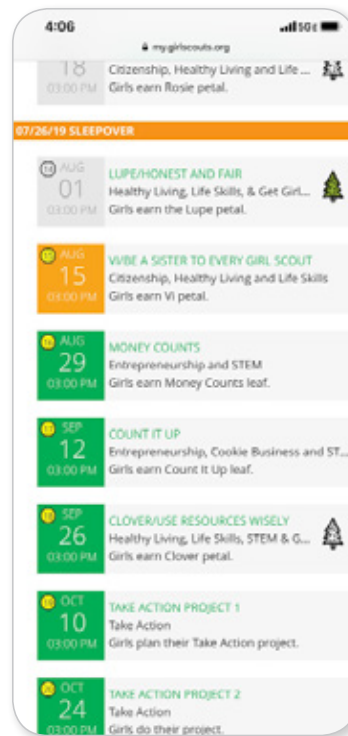 4:06
5GE
my.girlscouts.org
18
03:00 PM
Citizenship, Healthy Living and Life ...
Girls earn Rosie petal.
07/26/19 SLEEPOVER
14 AUG
01
03:00 PM
LUPE/HONEST AND FAIR
Healthy Living, Life Skills, & Get Girl...
Girls earn the Lupe petal.
AUG
15
03:00 PM
VI/BE A SISTER TO EVERY GIRL SCOUT
Citizenship, Healthy Living and Life Skills
Girls earn Vi petal.
AUG
29
03:00 PM
MONEY COUNTS
Entrepreneurship and STEM
Girls earn Money Counts leaf.
SEP
12
03:00 PM
COUNT IT UP
Entrepreneurship, Cookie Business and ST...
Girls earn Count It Up leaf.
SEP
26
03:00 PM
CLOVER/USE RESOURCES WISELY
Healthy Living, Life Skills, STEM & G...
Girls earn Clover petal.
OCT
10
03:00 PM
TAKE ACTION PROJECT 1
Take Action
Girls plan their Take Action project.
OCT
24
03:00 PM
TAKE ACTION PROJECT 2
Take Action
Girls do their project.